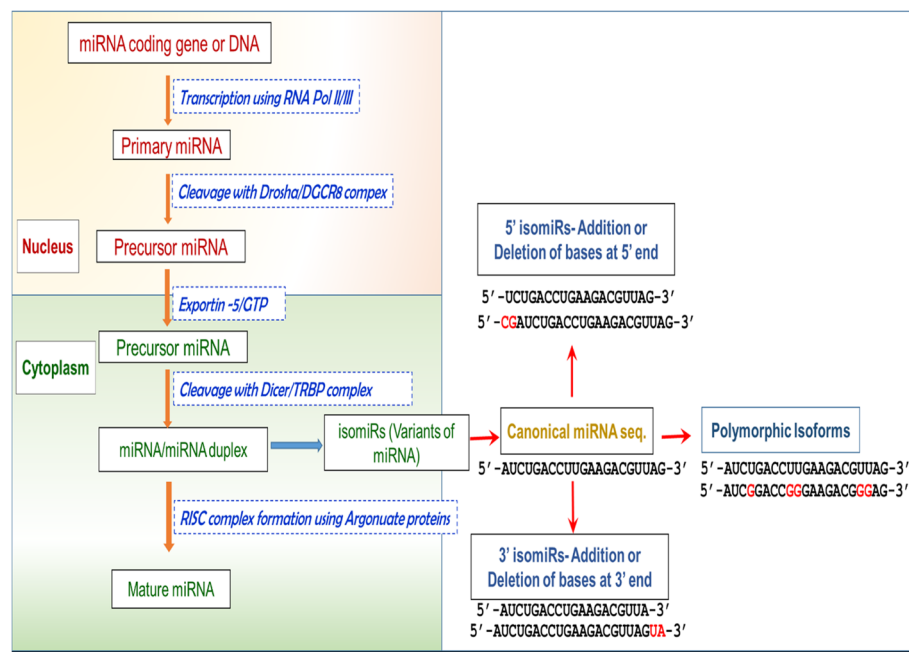 miRNA coding gene or DNA
Transcription using RNA Pol II/III
Primary miRNA
Cleavage with Drosha/DGCR8 compex
Nucleus
Precursor miRNA
Exportin -5/GTP
Cytoplasm
Precursor miRNA
Cleavage with Dicer/TRBP complex
miRNA/miRNA duplex
isomiRs (Variants of
miRNA)
RISC complex formation using Argonuate proteins
Mature miRNA
5’ isomiRs- Addition or
Deletion of bases at 5’ end
5’-UCUGACCUGAAGACGUUAG-3’
5’-CGAUCUGACCUGAAGACGUUAG-3’
Canonical miRNA seq.
5’-AUCUGACCUUGAAGACGUUAG-3’
Polymorphic Isoforms
5’-AUCUGACCUUGAAGACGUUAG-3’
5’-AUCGGACCGGGAAGACGGGAG-3’
3’ isomiRs- Addition or
Deletion of bases at 3’ end
5’-AUCUGACCUGAAGACGUUA-3’
5’-AUCUGACCUGAAGACGUUAGUA-3’